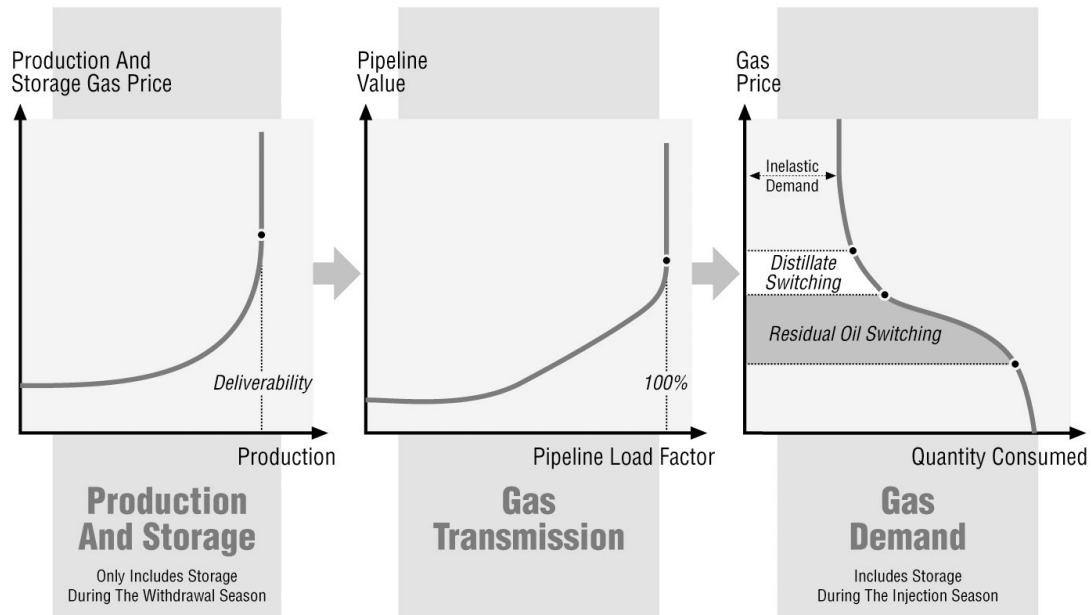 Production And
Storage Gas Price
Deliverability
Production
Production
And Storage
Only Includes Storage
During The Withdrawal Season
Pipeline
Value
100%
Pipeline Load Factor
Gas
Transmission
Gas
Price
Inelastic
Demand
Distillate
Switching
Residual Oil Switching
Quantity Consumed
Gas
Demand
Includes Storage
During The Injection Season